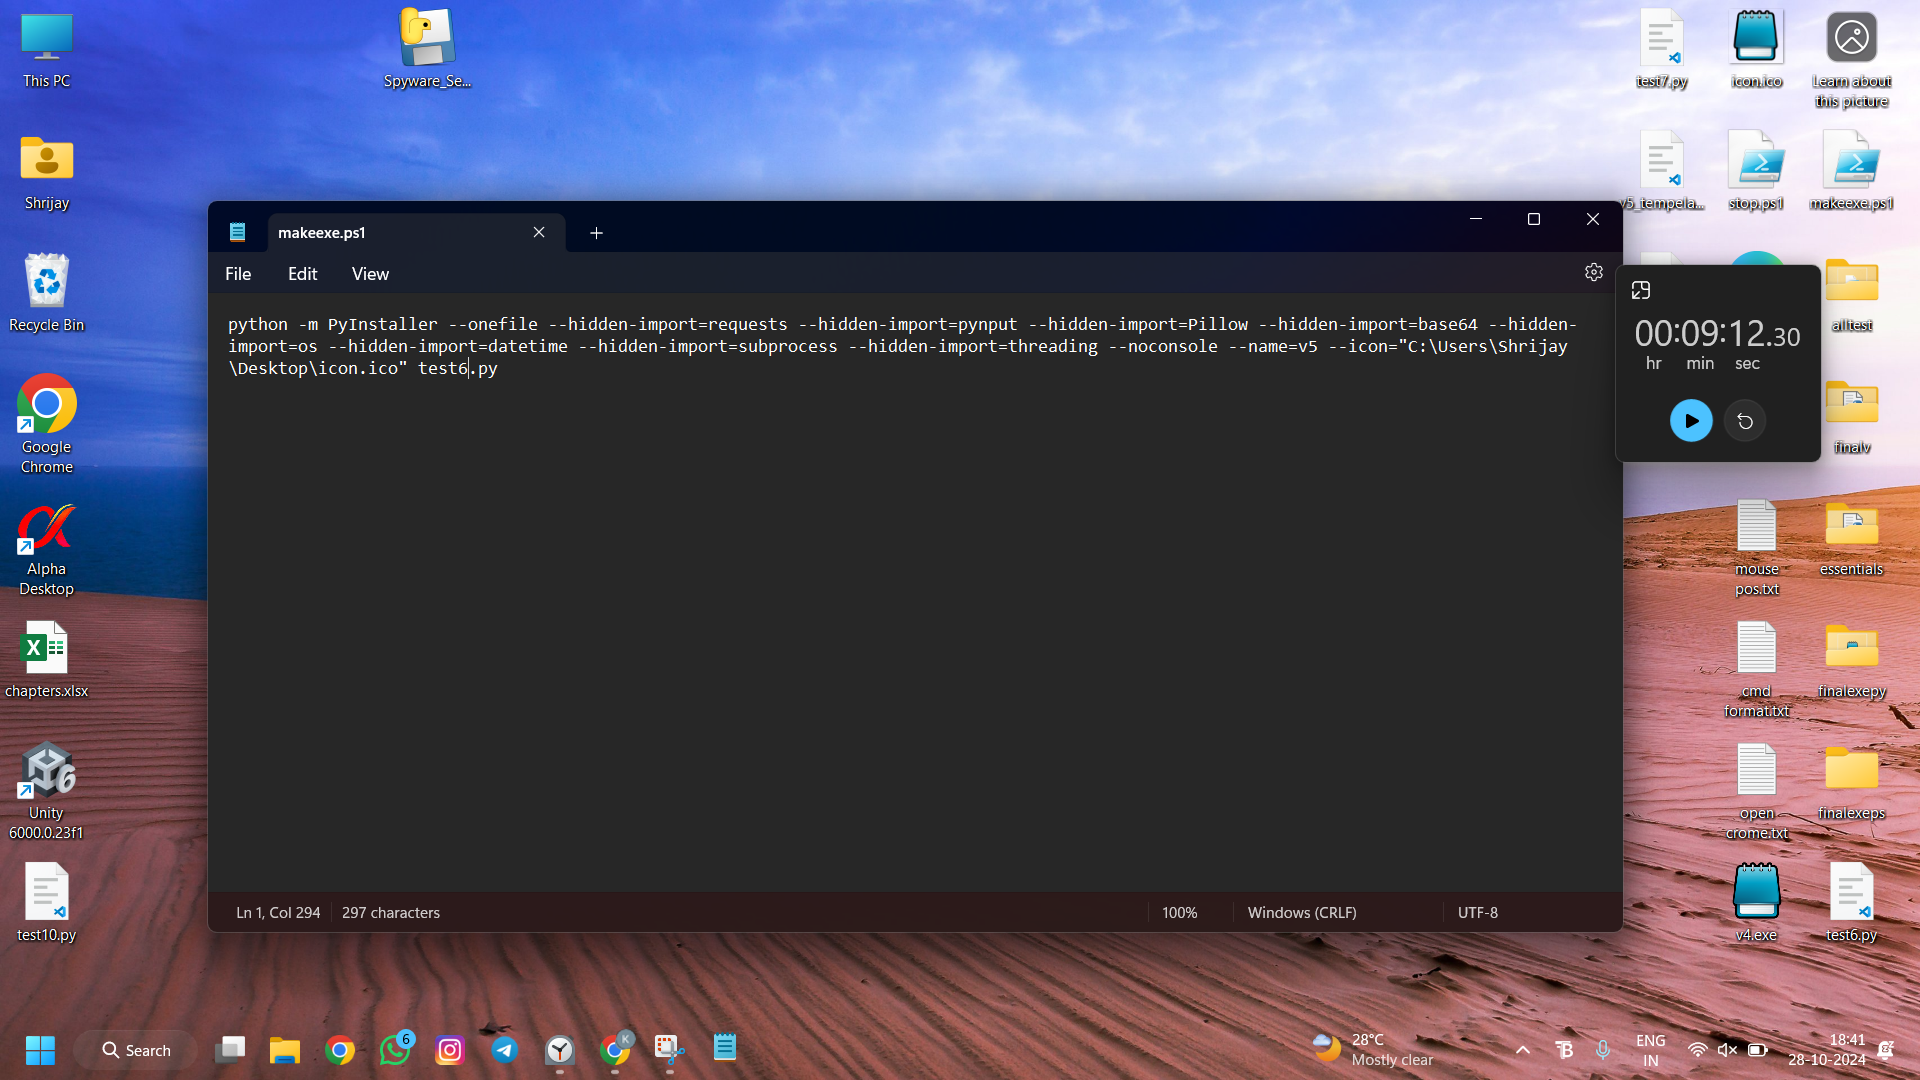 This PC
Spyware_Se...
test7.py
icon.ico
Learn about
this picture
Shrijay
v5_tempela...
stop.ps1
makeexe.ps1
makeexe.ps1
File
Edit
View
python -m PyInstaller --onefile --hidden-import=requests --hidden-import=pynput --hidden-import=Pillow --hidden-import=base64 --hidden-
import=os --hidden-import=datetime --hidden-import=subprocess --hidden-import=threading --noconsole --name=v5 --icon="C:\Users\Shrijay
\Desktop\icon.ico" test6.py
00:09:12.30
hr min sec
Recycle Bin
alltest
Google
Chrome
finalv
Alpha
Desktop
mouse
pos.txt
essentials
chapters.xlsx
cmd
format.txt
finalexepy
Unity
6000.0.23f1
open
crome.txt
finalexeps
test10.py
v4.exe
test6.py
Ln 1, Col 294
297 characters
100%
Windows (CRLF)
UTF-8
Search
6
K
28°C
Mostly clear
ENG
IN
18:41
28-10-2024